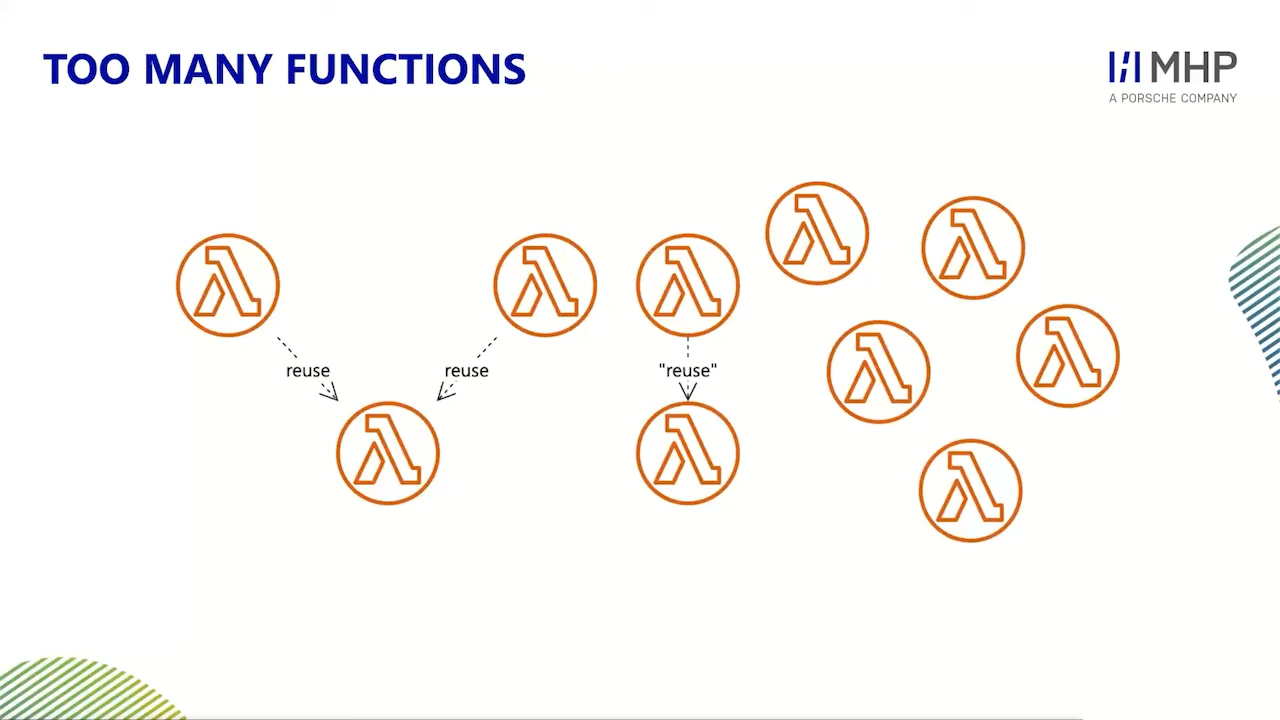 TOO MANY FUNCTIONS
MHP
A PORSCHE COMPANY
reuse
reuse
"reuse"